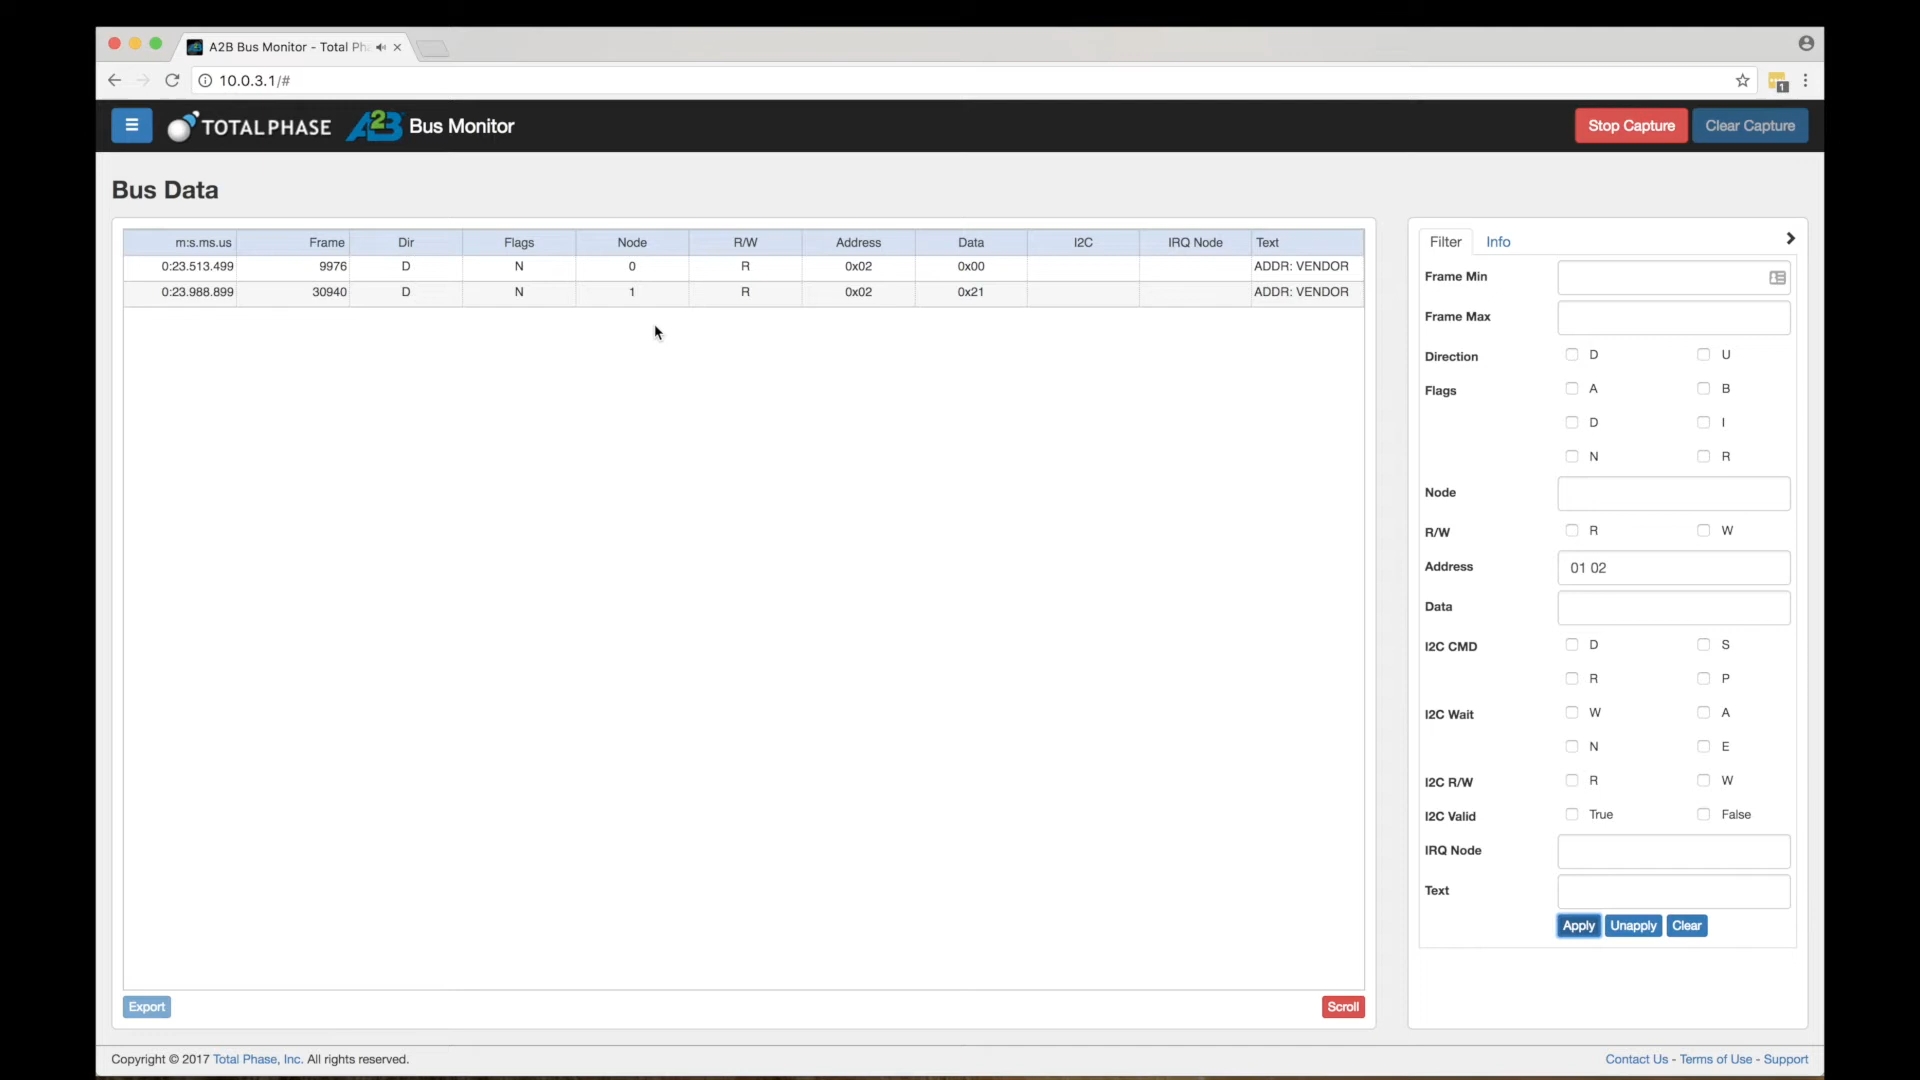 A2B Bus Monitor - Total Pha
10.0.3.1/#
1
TOTAL PHASE A2B Bus Monitor
Stop Capture Clear Capture
Bus Data
m:s.ms.us Frame Dir Flags Node R/W Address Data I2C IRQ Node Text
0:23.513.499 9976 D N 0 R 0x02 0x00 ADDR: VENDOR
0:23.988.899 30940 D N 1 R 0x02 0x21 ADDR: VENDOR
Export
Scroll
Filter Info
Frame Min
Frame Max
Direction D U
Flags A B
D I
N R
Node
R/W R W
Address 01 02
Data
I2C CMD D S
R P
I2C Wait W A
N E
I2C R/W R W
I2C Valid True False
IRQ Node
Text
Apply Unapply Clear
Copyright © 2017 Total Phase, Inc. All rights reserved.
Contact Us - Terms of Use - Support